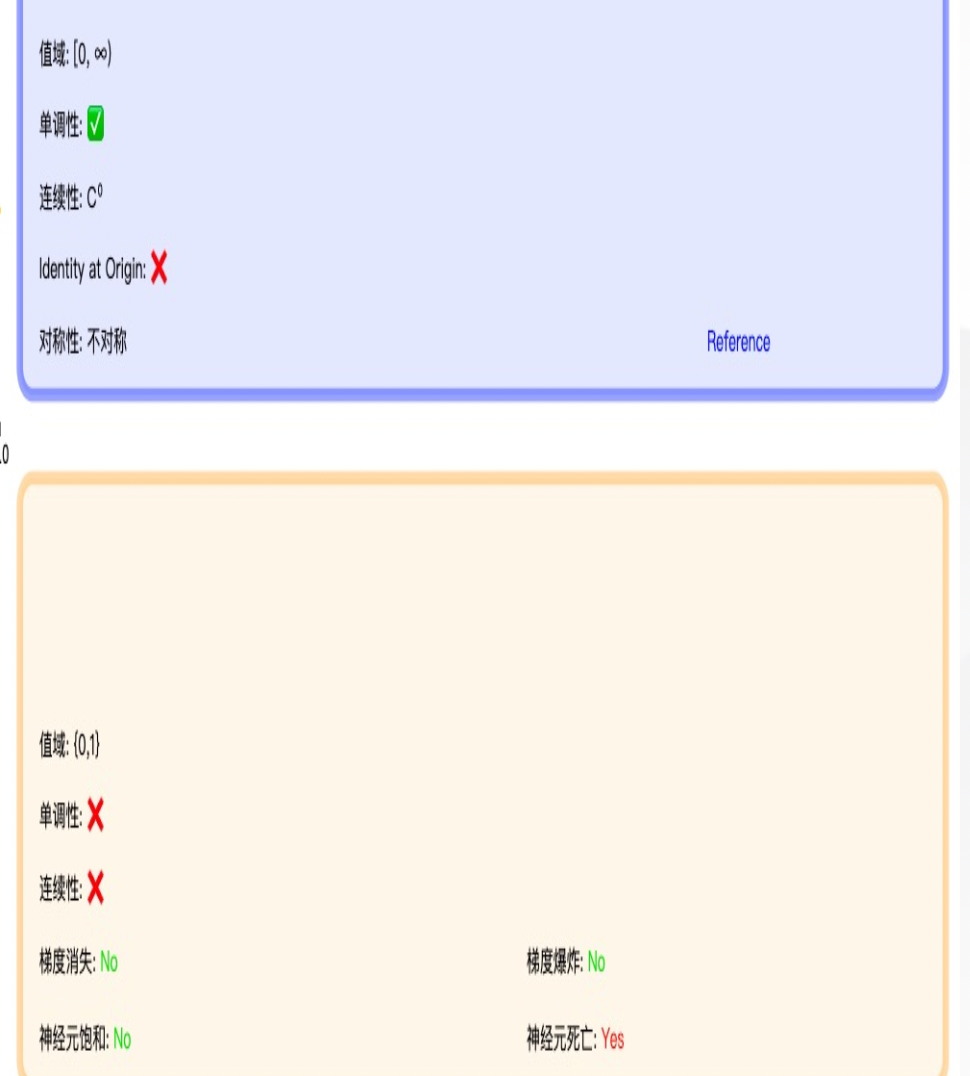 值域: [0, ∞)
单调性: ✅
连续性: C⁰
Identity at Origin: ❌
对称性: 不对称 Reference
.0
值域: {0,1}
单调性: ❌
连续性: ❌
梯度消失: No 梯度爆炸: No
神经元饱和: No 神经元死亡: Yes